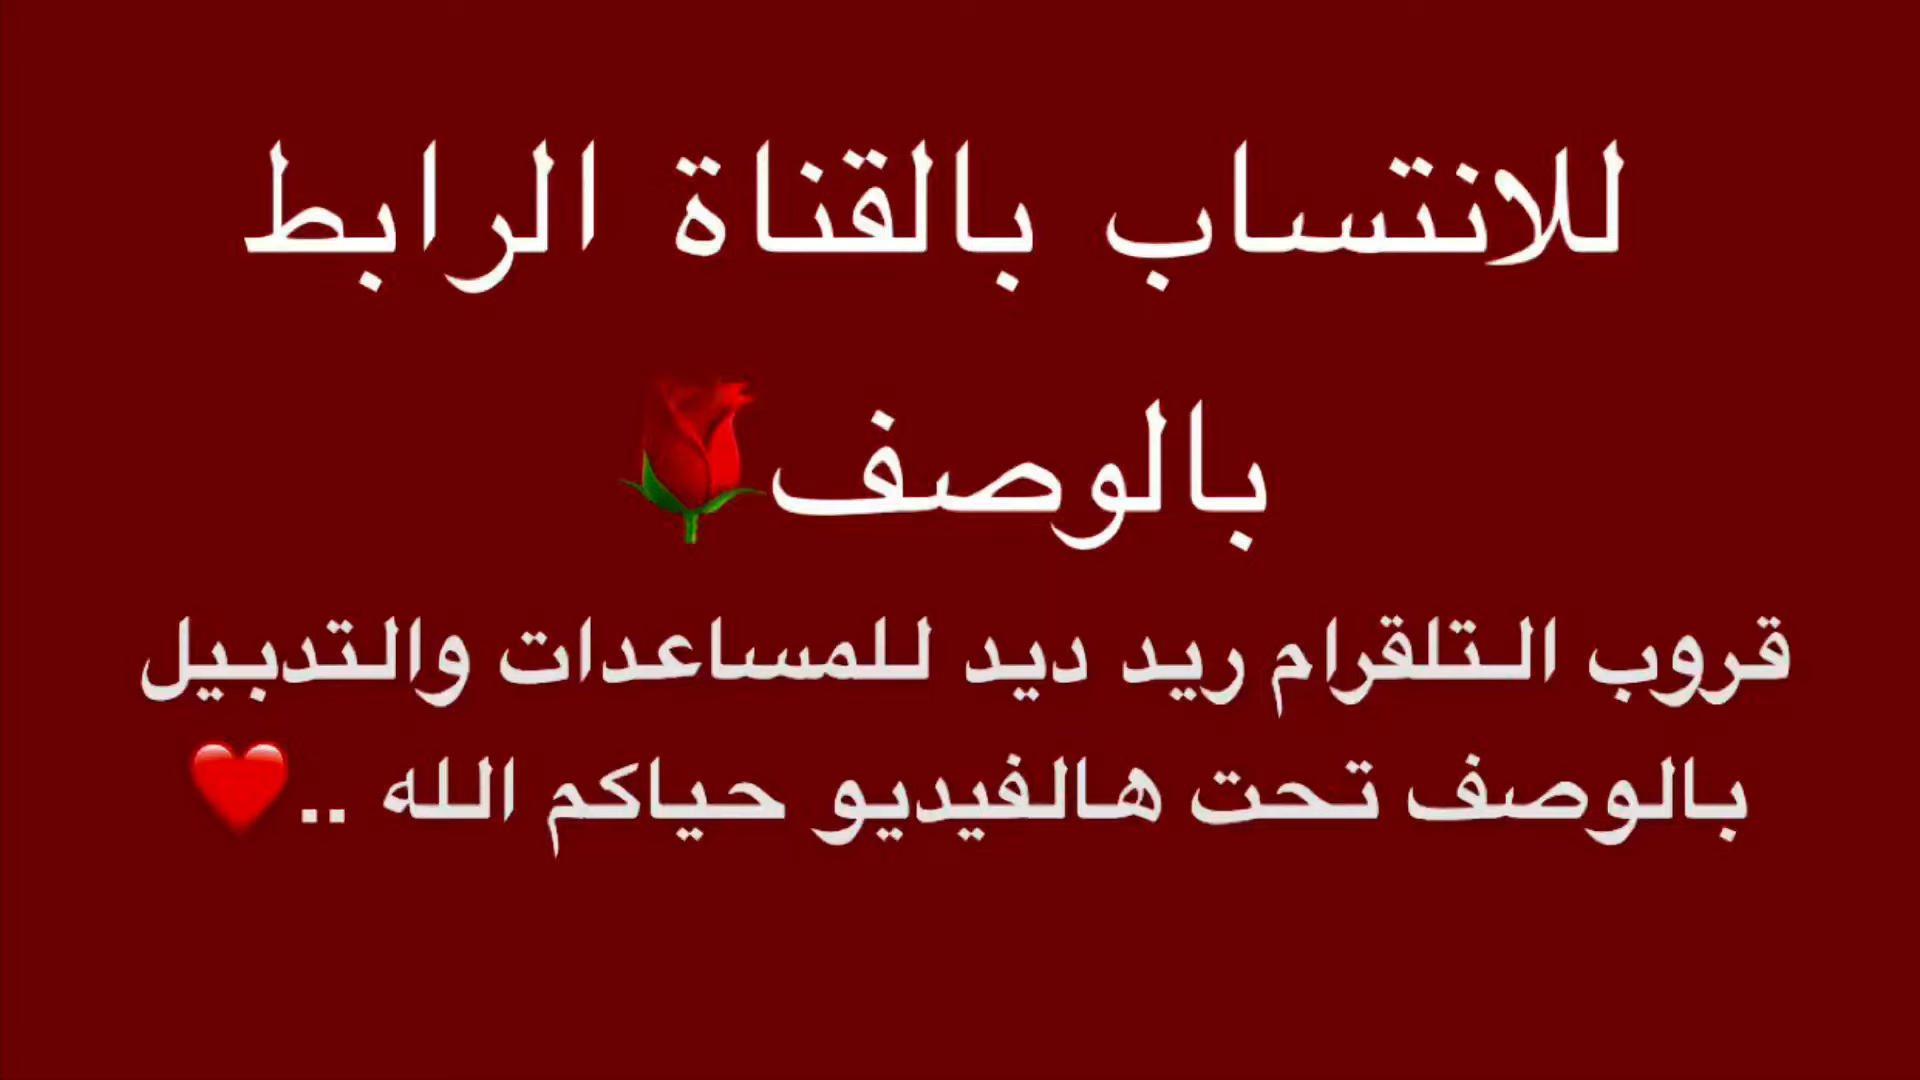 للانتساب بالقناة الرابط
بالوصف🌹
قروب التلقرام ريد ديد للمساعدات والتدبيل
بالوصف تحت هالفيديو حياكم الله ..❤️